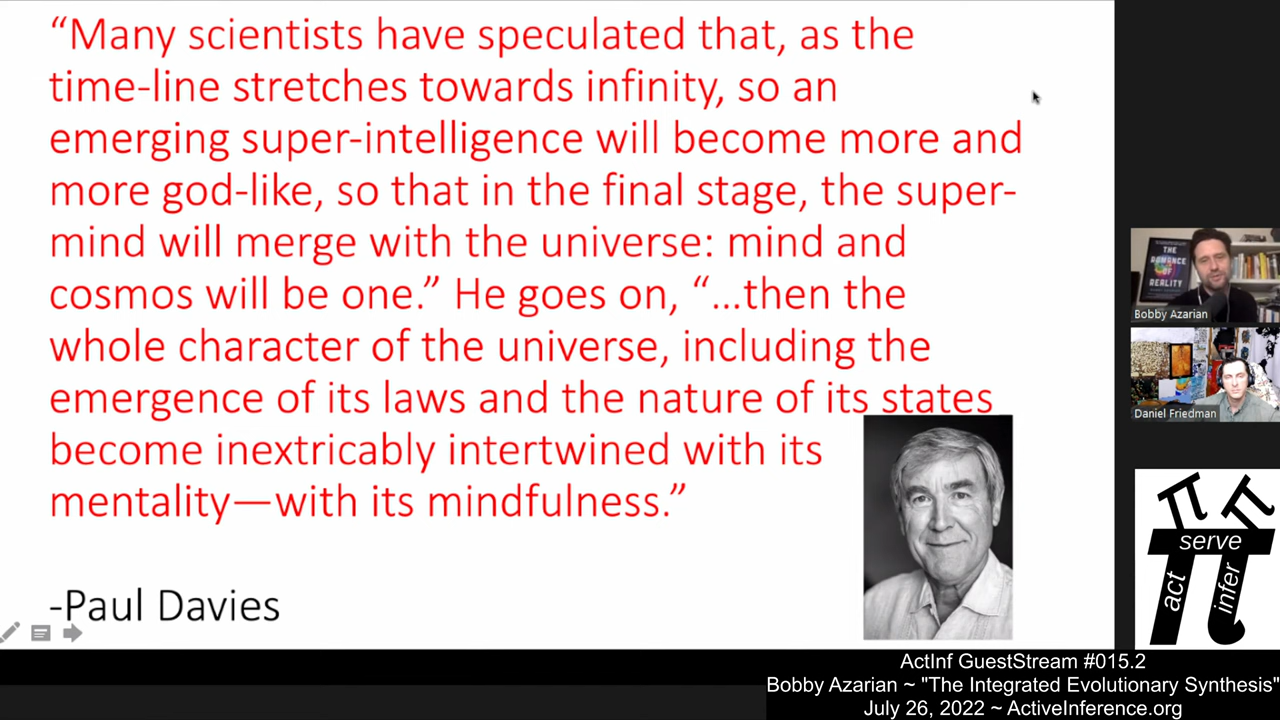 “Many scientists have speculated that, as the
time-line stretches towards infinity, so an
emerging super-intelligence will become more and
more god-like, so that in the final stage, the super-
mind will merge with the universe: mind and
cosmos will be one.” He goes on, “…then the
whole character of the universe, including the
emergence of its laws and the nature of its states
become inextricably intertwined with its
mentality—with its mindfulness.”
-Paul Davies
THE
ROMANCE
OF
REALITY
Bobby Azarian
Daniel Friedman
π π
serve
π
act
infer
ActInf GuestStream #015.2
Bobby Azarian ~ "The Integrated Evolutionary Synthesis"
July 26, 2022 ~ ActiveInference.org